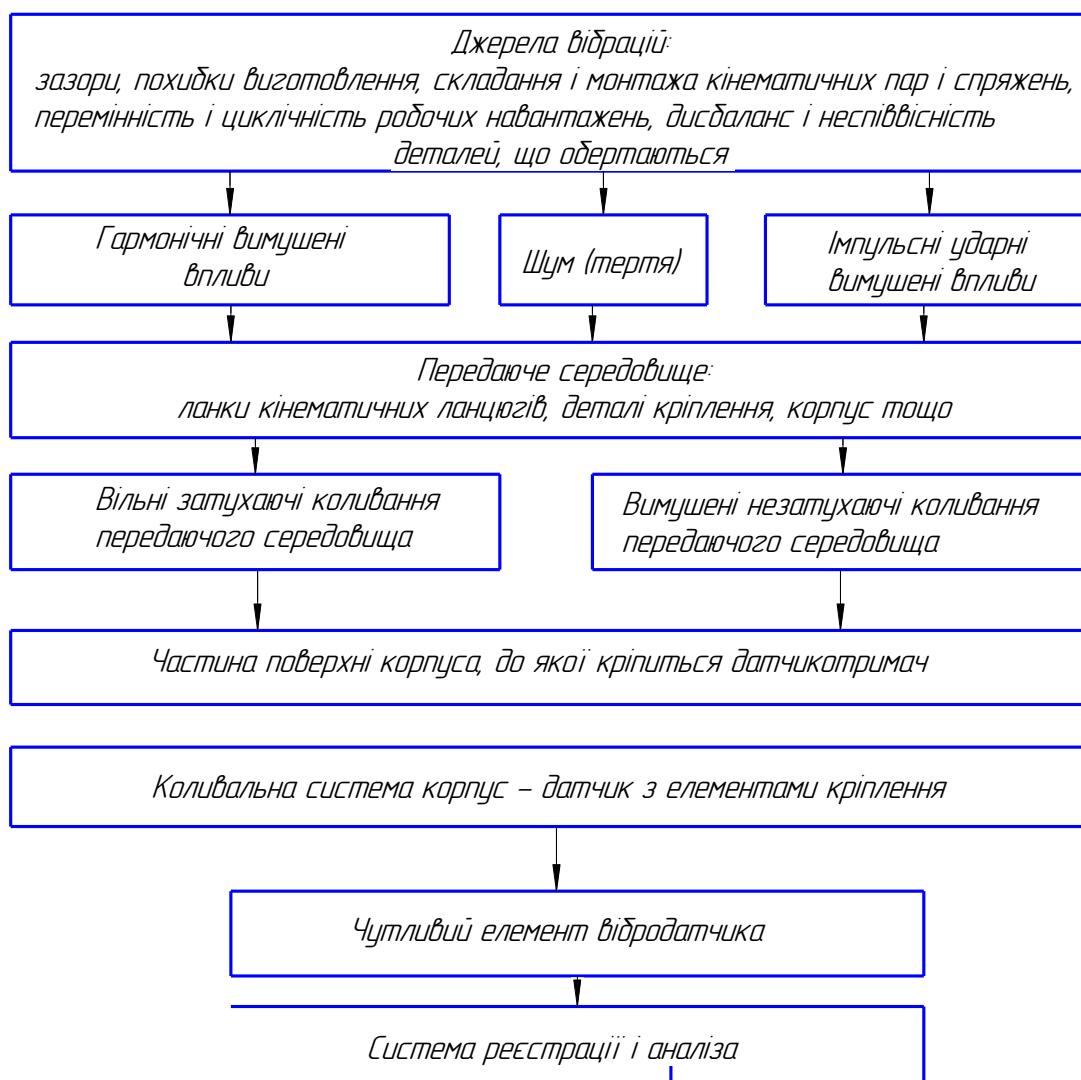 Джерела вібрацій:
зазори, похибки виготовлення, складання і монтажа кінематичних пар і спряжень,
перемінність і циклічність робочих навантажень, дисбаланс і неспіввісність
деталей, що обертаються
Гармонічні вимушені
впливи
Шум (тертя)
Імпульсні ударні
вимушені впливи
Передаюче середовище:
ланки кінематичних ланцюгів, деталі кріплення, корпус тощо
Вільні затухаючі коливання
передаючого середовища
Вимушені незатухаючі коливання
передаючого середовища
Частина поверхні корпуса, до якої кріпиться датчикотримач
Коливальна система корпус – датчик з елементами кріплення
Чутливий елемент вібродатчика
Система реєстрації і аналіза